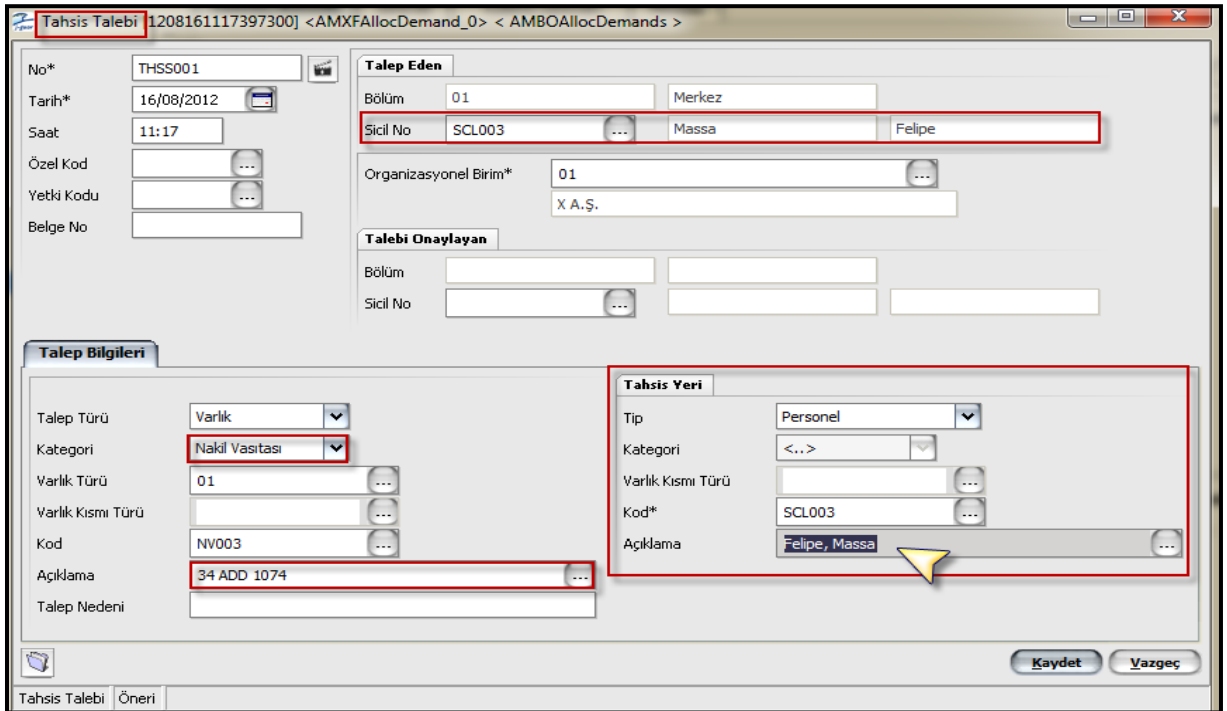 Tahsis Talebi [1208161117397300] <AMXFAllocDemand_0> < AMBOAllocDemands >
No* THSS001
Tarih* 16/08/2012
Saat 11:17
Özel Kod ...
Yetki Kodu ...
Belge No
Talep Eden
Bölüm 01 Merkez
Sicil No SCL003 ... Massa Felipe
Organizasyonel Birim* 01 ...
X A.Ş.
Talebi Onaylayan
Bölüm
Sicil No ...
Talep Bilgileri
Talep Türü Varlık
Kategori Nakil Vasıtası
Varlık Türü 01 ...
Varlık Kısmı Türü ...
Kod NV003 ...
Açıklama 34 ADD 1074 ...
Talep Nedeni
Tahsis Yeri
Tip Personel
Kategori <..>
Varlık Kısmı Türü ...
Kod* SCL003 ...
Açıklama Felipe, Massa ...
Kaydet Vazgeç
Tahsis Talebi Öneri